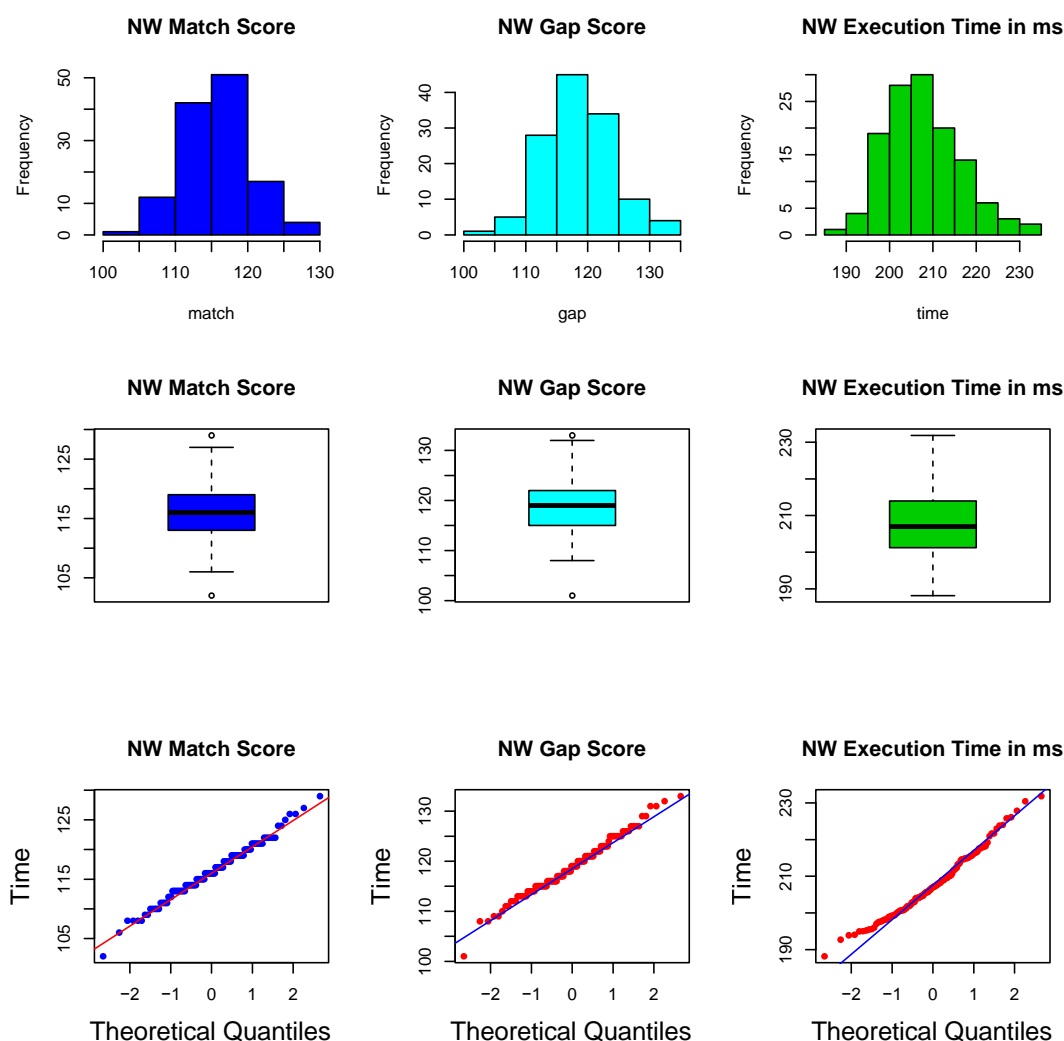 NW Match Score
NW Gap Score
NW Execution Time in ms
Frequency
0
10
30
50
100
110
120
130
match
Frequency
0
10
20
30
40
100
110
120
130
gap
Frequency
0
5
15
25
190
200
210
220
230
time
NW Match Score
NW Gap Score
NW Execution Time in ms
105
115
125
100
110
120
130
190
210
230
NW Match Score
NW Gap Score
NW Execution Time in ms
Time
105
115
125
−2
−1
0
1
2
Theoretical Quantiles
Time
100
110
120
130
−2
−1
0
1
2
Theoretical Quantiles
Time
190
210
230
−2
−1
0
1
2
Theoretical Quantiles